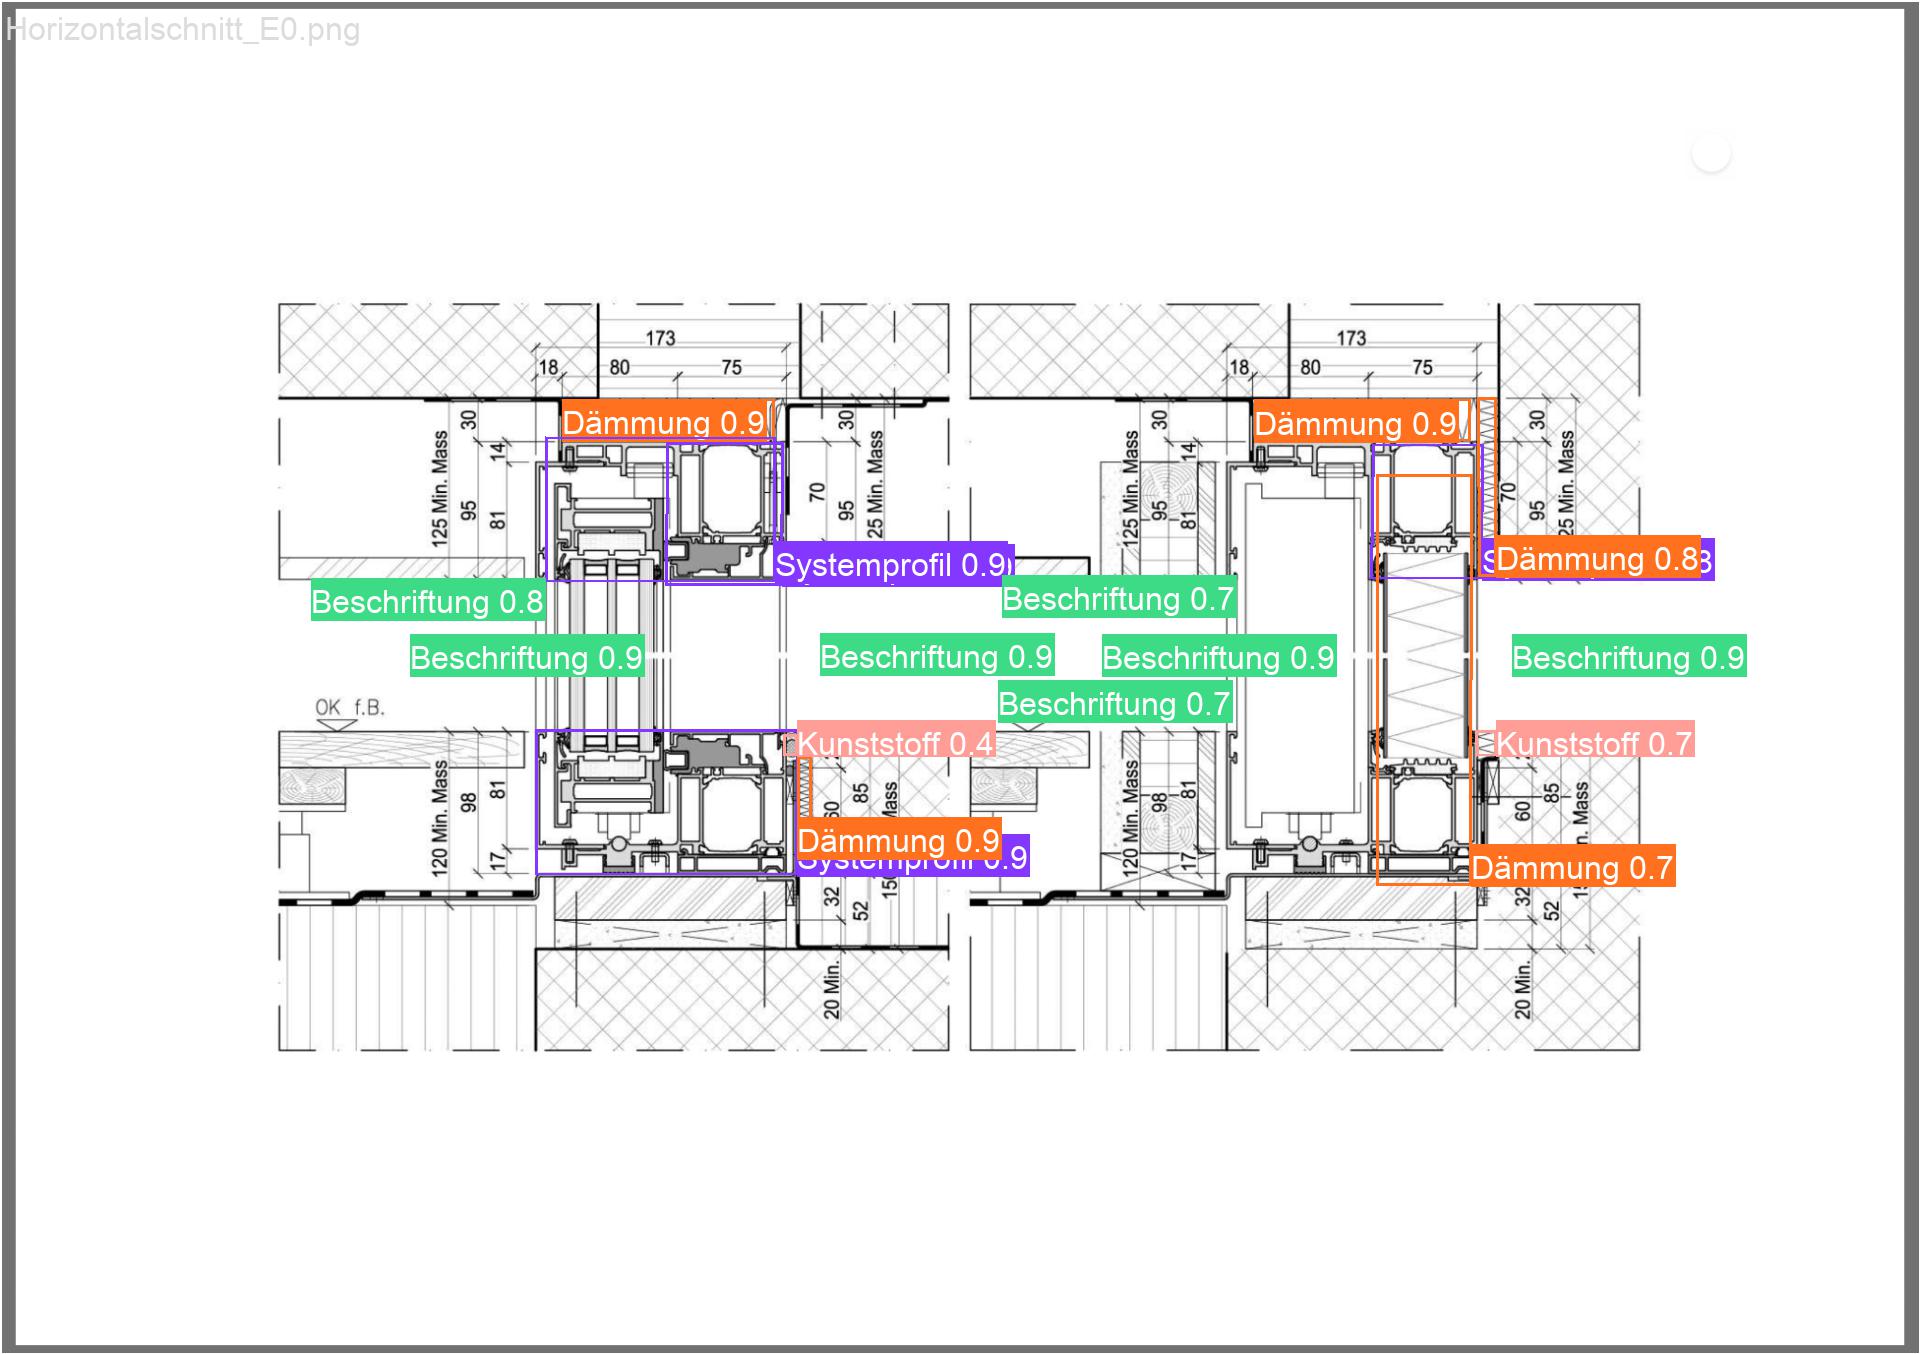 Horizontalschnitt_E0.png
173
173
18
80
75
18
80
75
Dämmung 0.9
Dämmung 0.9
30
30
30
30
14
14
125 Min. Mass
95
81
70
95
25 Min. Mass
125 Min. Mass
95
81
70
95
25 Min. Mass
Systemprofil 0.9
Dämmung 0.8
Beschriftung 0.8
Beschriftung 0.7
Beschriftung 0.9
Beschriftung 0.9
Beschriftung 0.9
Beschriftung 0.9
OK f.B.
Beschriftung 0.7
Kunststoff 0.4
Kunststoff 0.7
120 Min. Mass
98
81
17
60
85
Mass
120 Min. Mass
98
81
17
60
85
n. Mass
Dämmung 0.9
Systemprofil 0.9
Dämmung 0.7
32
52
32
52
20 Min.
20 Min.